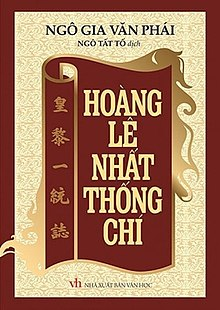 NGÔ GIA VĂN PHÁI
NGÔ TẤT TỐ dịch
皇黎一統誌
HOÀNG
LÊ
NHẤT
THỐNG
CHÍ
vh NHÀ XUẤT BẢN VĂN HỌC